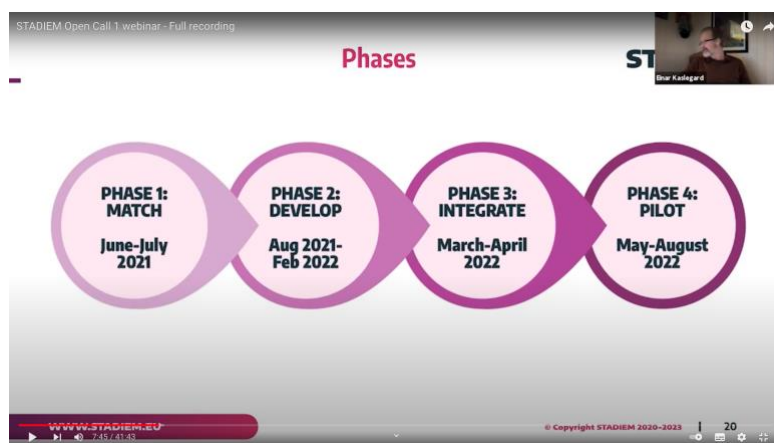 STADIEM Open Call 1 webinar - Full recording
Phases
ST
Einar Kaslegard
PHASE 1:
MATCH
June-July
2021
PHASE 2:
DEVELOP
Aug 2021-
Feb 2022
PHASE 3:
INTEGRATE
March-April
2022
PHASE 4:
PILOT
May-August
2022
WWW.STADIEM.EU
© Copyright STADIEM 2020-2023 | 20
7:45 / 41:43